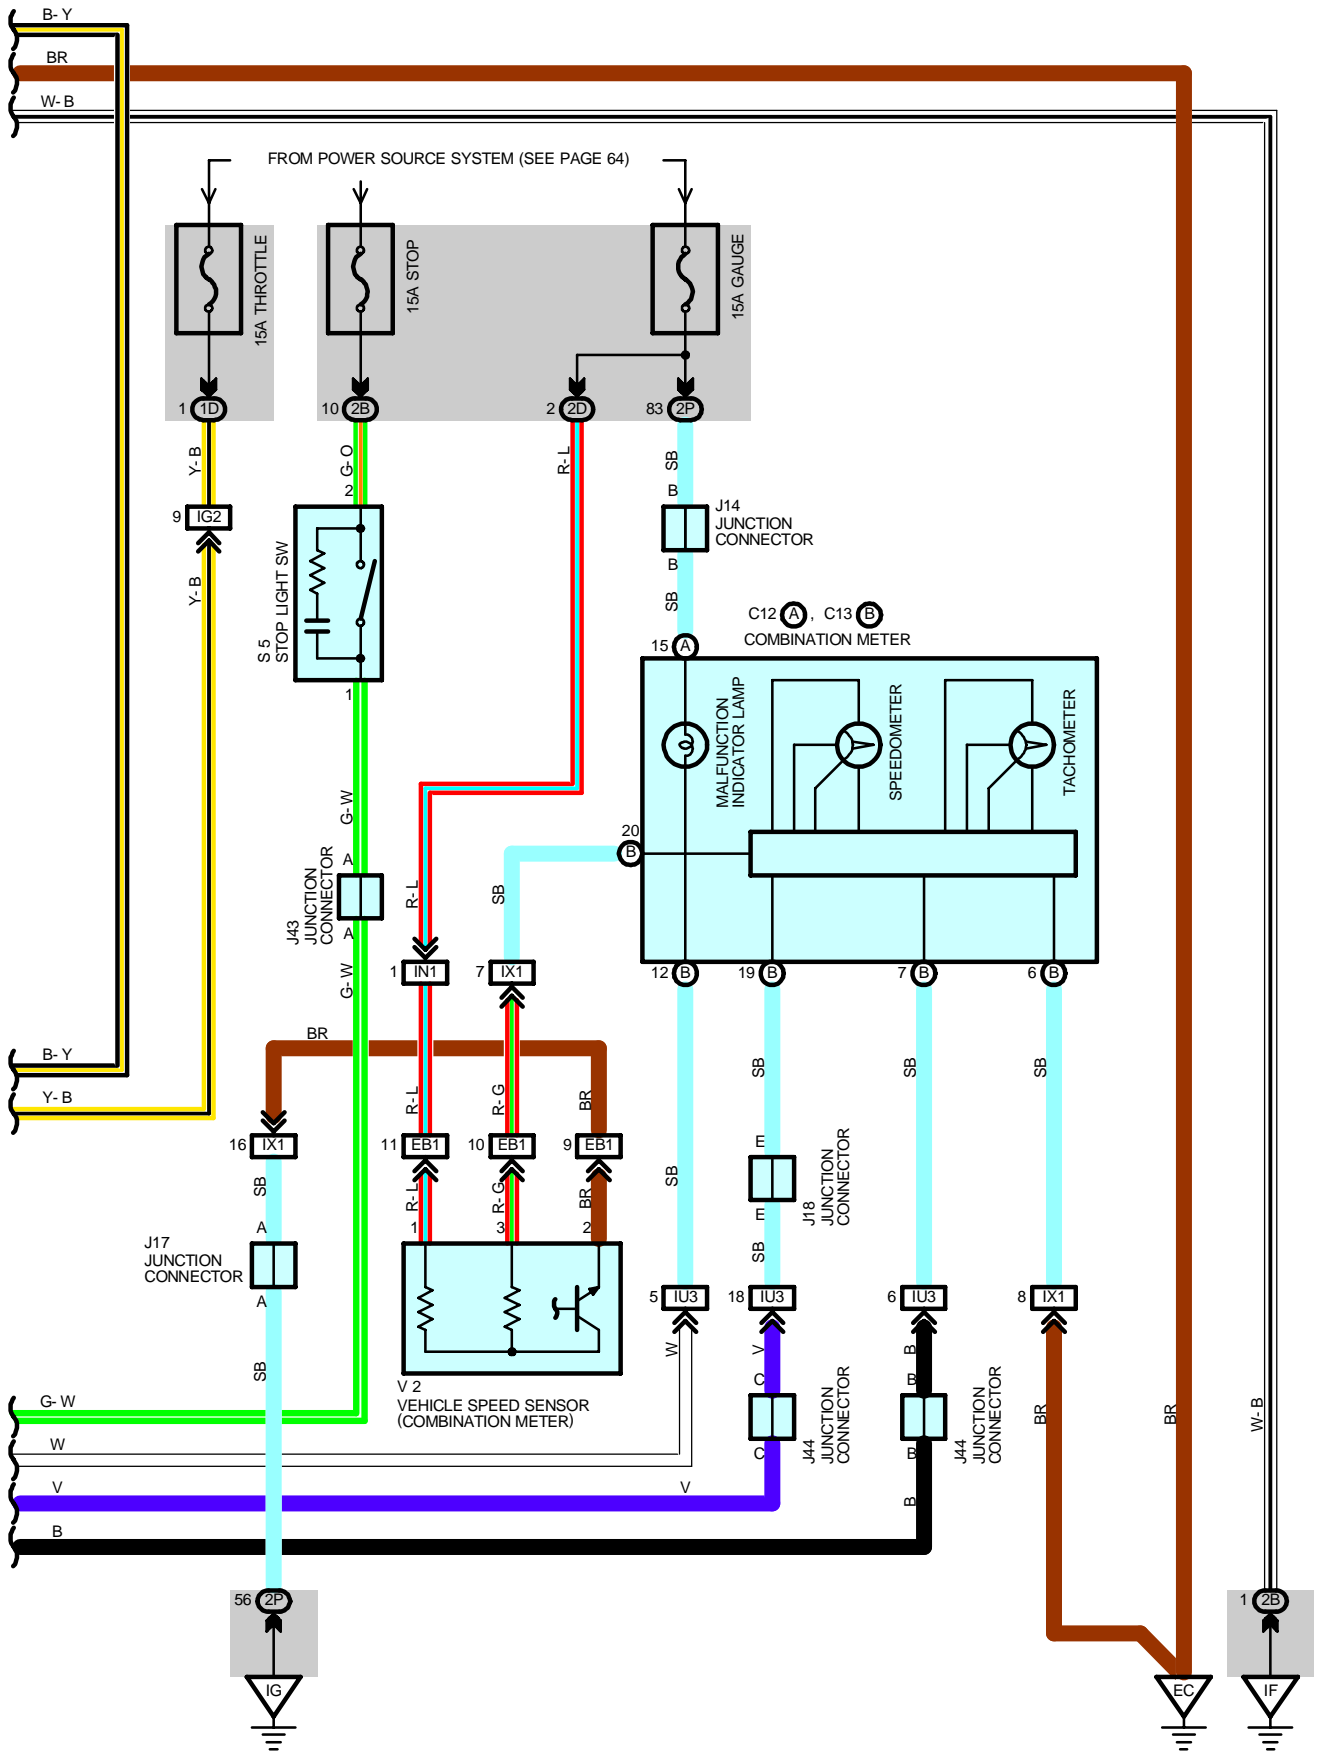 B-Y
BR
W-B
FROM POWER SOURCE SYSTEM (SEE PAGE 64)
15A THROTTLE
15A STOP
15A GAUGE
1 1D
10 2B
2 2D
83 2P
Y-B
G-O
R-L
SB
2
B
9 IG2
J14
JUNCTION
CONNECTOR
B
Y-B
SB
S 5
STOP LIGHT SW
C12 A , C13 B
COMBINATION METER
15 A
1
MALFUNCTION
INDICATOR LAMP
SPEEDOMETER
TACHOMETER
G-W
20
B
A
J43
JUNCTION
CONNECTOR
A
R-L
SB
G-W
1 IN1
7 IX1
12 B
19 B
7 B
6 B
BR
B-Y
Y-B
R-L
R-G
BR
SB
SB
SB
16 IX1
11 EB1
10 EB1
9 EB1
E
J18
JUNCTION
CONNECTOR
E
SB
SB
R-L
R-G
BR
SB
A
1
3
2
J17
JUNCTION
CONNECTOR
A
5 IU3
18 IU3
6 IU3
8 IX1
W
V
B
SB
V 2
VEHICLE SPEED SENSOR
(COMBINATION METER)
C
J44
JUNCTION
CONNECTOR
C
B
J44
JUNCTION
CONNECTOR
B
B
BR
BR
W-B
G-W
W
V
V
B
56 2P
1 2B
IG
EC
IF